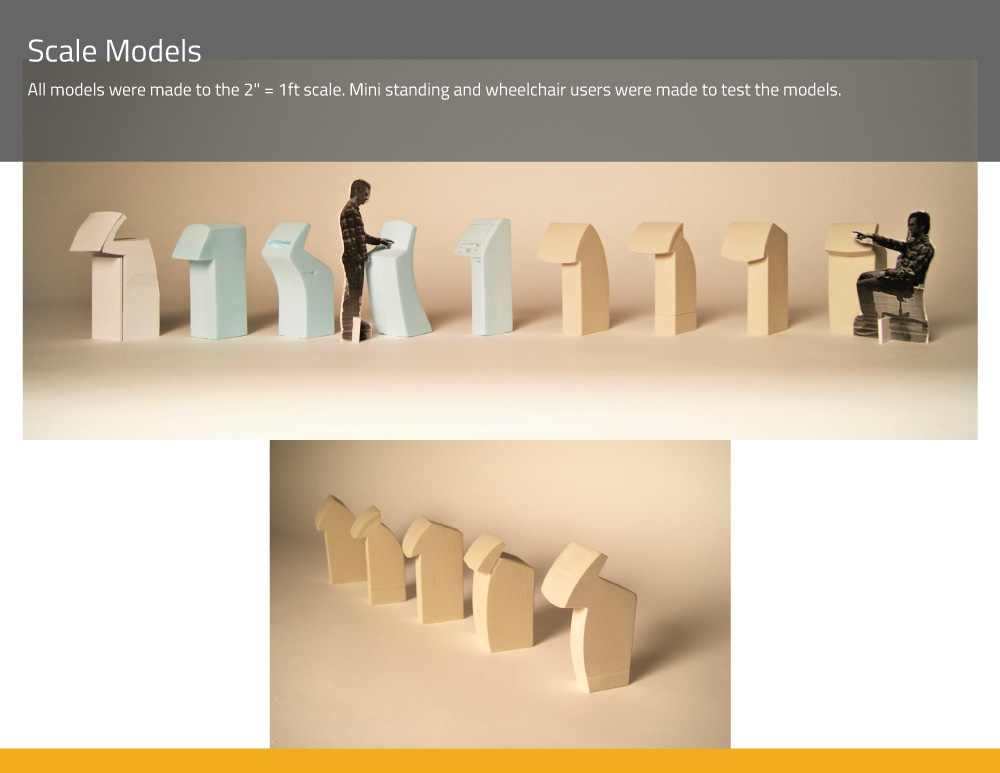 Scale Models
All models were made to the 2" = 1ft scale. Mini standing and wheelchair users were made to test the models.